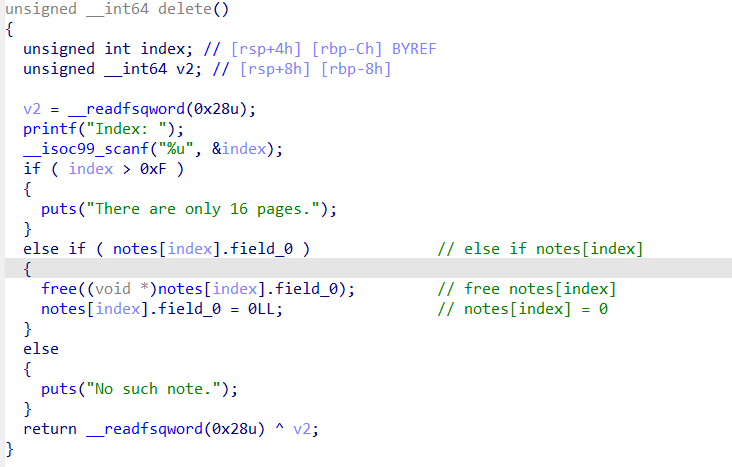 unsigned __int64 delete()
{
  unsigned int index; // [rsp+4h] [rbp-Ch] BYREF
  unsigned __int64 v2; // [rsp+8h] [rbp-8h]

  v2 = __readfsqword(0x28u);
  printf("Index: ");
  __isoc99_scanf("%u", &index);
  if ( index > 0xF )
  {
    puts("There are only 16 pages.");
  }
  else if ( notes[index].field_0 )              // else if notes[index]
  {
    free((void *)notes[index].field_0);         // free notes[index]
    notes[index].field_0 = 0LL;                 // notes[index] = 0
  }
  else
  {
    puts("No such note.");
  }
  return __readfsqword(0x28u) ^ v2;
}